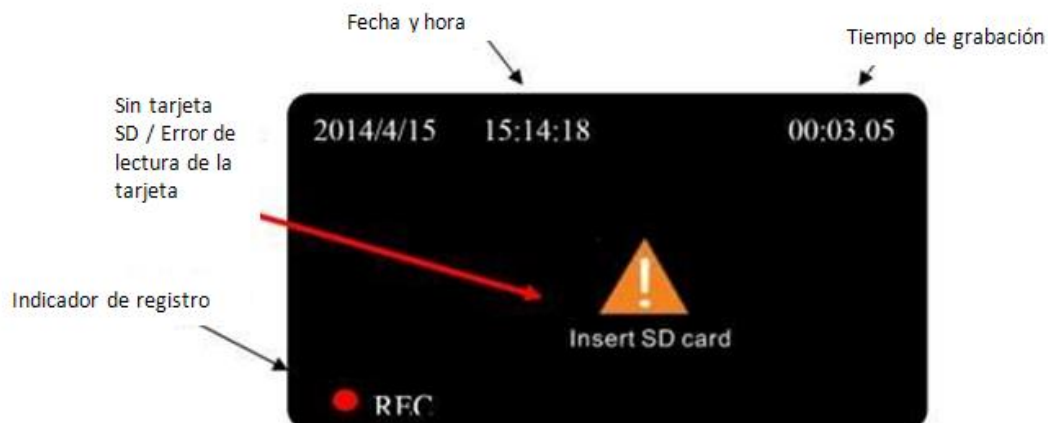 Fecha y hora
Tiempo de grabación
Sin tarjeta
SD / Error de
lectura de la
tarjeta
2014/4/15 15:14:18 00:03.05
Insert SD card
Indicador de registro
REC